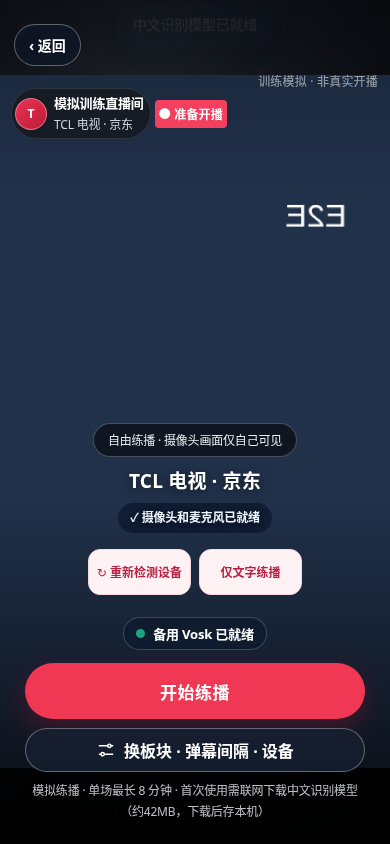 中文识别模型已就绪
‹ 返回
训练模拟 · 非真实开播
T
模拟训练直播间
TCL 电视 · 京东
准备开播
E2E
自由练播 · 摄像头画面仅自己可见
TCL 电视 · 京东
✓ 摄像头和麦克风已就绪
↻ 重新检测设备
仅文字练播
备用 Vosk 已就绪
开始练播
换板块 · 弹幕间隔 · 设备
模拟练播 · 单场最长 8 分钟 · 首次使用需联网下载中文识别模型
（约42MB，下载后存本机）